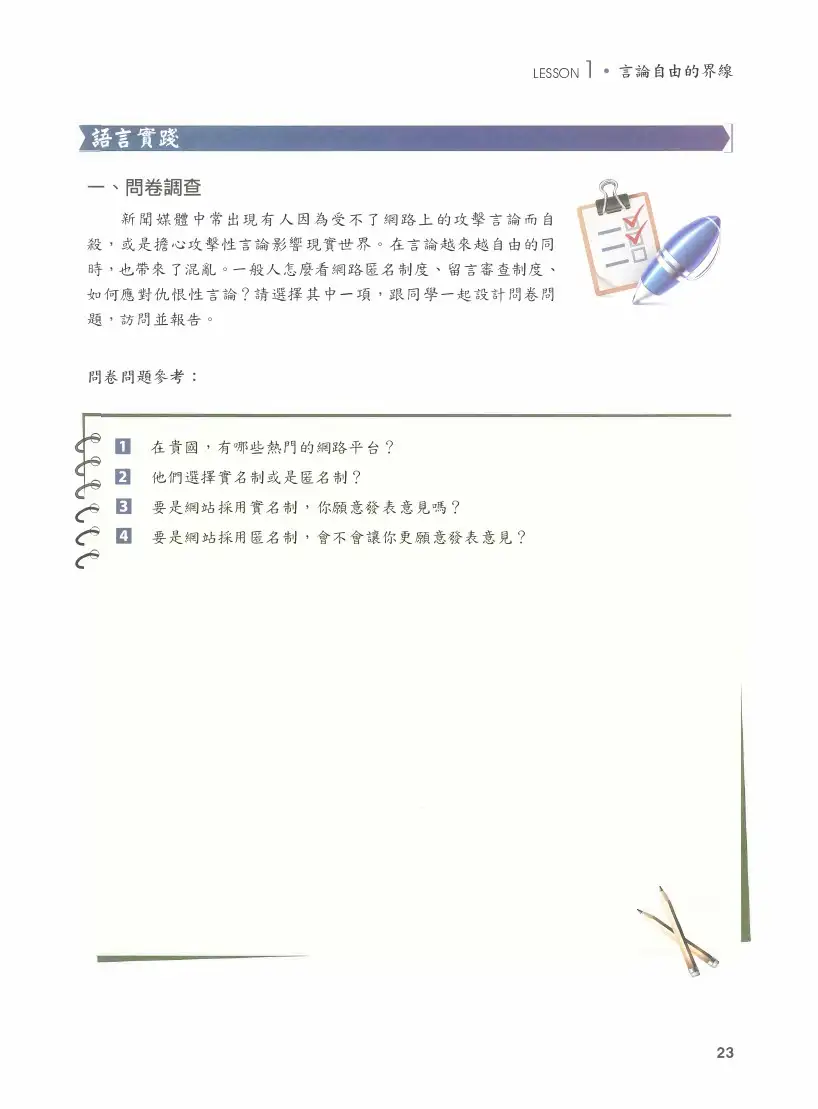 LESSON 1 • 言論自由的界線
語言實踐
一、問卷調查
新聞媒體中常出現有人因為受不了網路上的攻擊言論而自
殺,或是擔心攻擊性言論影響現實世界。在言論越來越自由的同
時,也帶來了混亂。一般人怎麼看網路匿名制度、留言審查制度、
如何應對仇恨性言論?請選擇其中一項,跟同學一起設計問卷問
題,訪問並報告。
問卷問題參考:
1 在貴國,有哪些熱門的網路平台?
2 他們選擇實名制或是匿名制?
3 要是網站採用實名制,你願意發表意見嗎?
4 要是網站採用匿名制,會不會讓你更願意發表意見?
23